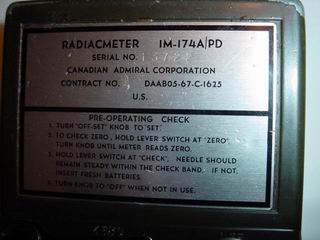 RADIACMETER IM-174A/PD
SERIAL NO.
CANADIAN ADMIRAL CORPORATION
CONTRACT NO. DAAB05-67-C-1625
U.S.
PRE-OPERATING CHECK
1. TURN "OFF-SET" KNOB TO "SET".
2. TO CHECK ZERO, HOLD LEVER SWITCH AT "ZERO".
TURN KNOB UNTIL METER READS ZERO.
3. HOLD LEVER SWITCH AT "CHECK". NEEDLE SHOULD
REMAIN STEADY WITHIN THE CHECK BAND. IF NOT,
INSERT FRESH BATTERIES.
4. TURN KNOB TO "OFF" WHEN NOT IN USE.